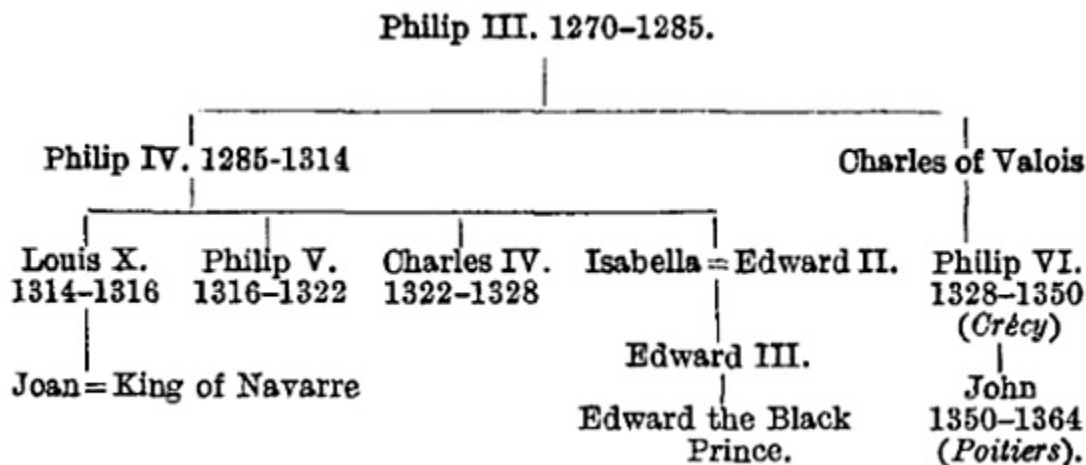 Philip III. 1270–1285.
Philip IV. 1285-1314
Charles of Valois
Louis X.
1314–1316
Philip V.
1316–1322
Charles IV.
1322–1328
Isabella = Edward II.
Philip VI.
1328–1350
(Crécy)
Edward III.
Joan = King of Navarre
John
1350–1364
(Poitiers).
Edward the Black
Prince.